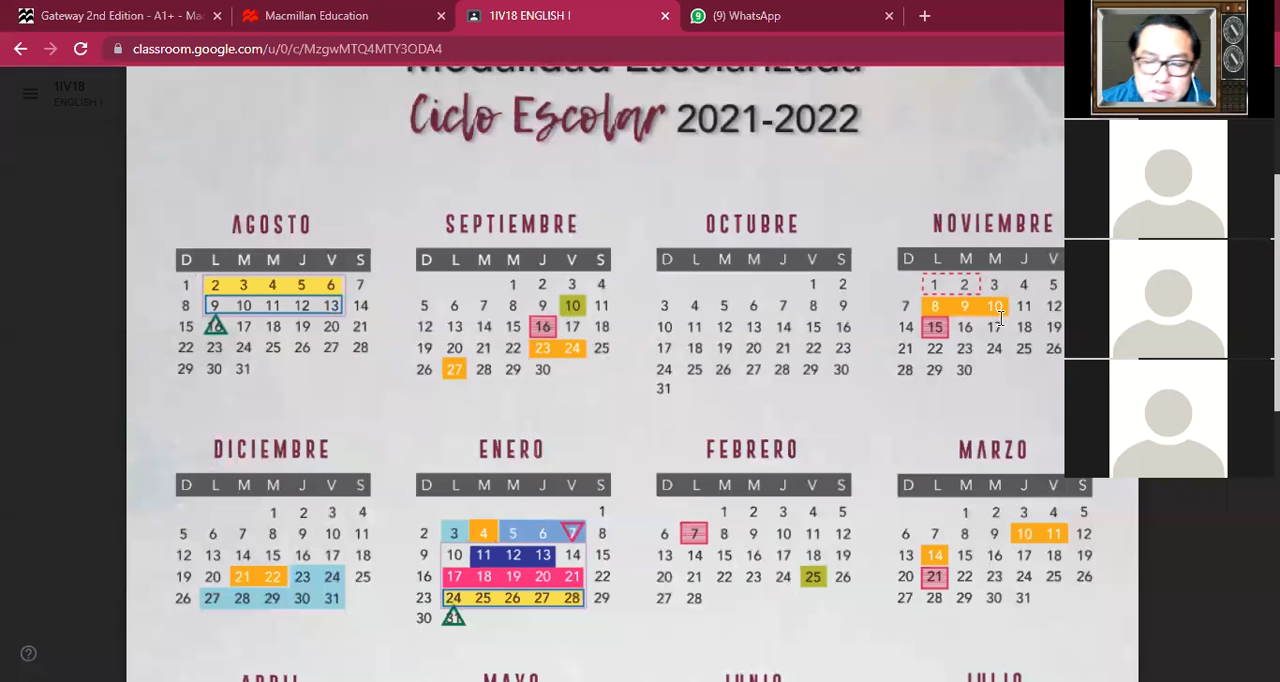 Gateway 2nd Edition - A1+ - Ma
Macmillan Education
1IV18 ENGLISH I
(9) WhatsApp
classroom.google.com/u/0/c/MzgwMTQ4MTY3ODA4
1IV18
ENGLISH I
Modalidad Escolarizada
Ciclo Escolar 2021-2022
AGOSTO
D L M M J V S
1 2 3 4 5 6 7
8 9 10 11 12 13 14
15 16 17 18 19 20 21
22 23 24 25 26 27 28
29 30 31
SEPTIEMBRE
D L M M J V S
1 2 3 4
5 6 7 8 9 10 11
12 13 14 15 16 17 18
19 20 21 22 23 24 25
26 27 28 29 30
OCTUBRE
D L M M J V S
1 2
3 4 5 6 7 8 9
10 11 12 13 14 15 16
17 18 19 20 21 22 23
24 25 26 27 28 29 30
31
NOVIEMBRE
D L M M J V
1 2 3 4 5
7 8 9 10 11 12
14 15 16 17 18 19
21 22 23 24 25 26
28 29 30
DICIEMBRE
D L M M J V S
1 2 3 4
5 6 7 8 9 10 11
12 13 14 15 16 17 18
19 20 21 22 23 24 25
26 27 28 29 30 31
ENERO
D L M M J V S
1
2 3 4 5 6 7 8
9 10 11 12 13 14 15
16 17 18 19 20 21 22
23 24 25 26 27 28 29
30 31
FEBRERO
D L M M J V S
1 2 3 4 5
6 7 8 9 10 11 12
13 14 15 16 17 18 19
20 21 22 23 24 25 26
27 28
MARZO
D L M M J V S
1 2 3 4 5
6 7 8 9 10 11 12
13 14 15 16 17 18 19
20 21 22 23 24 25 26
27 28 29 30 31
ABRIL
MAYO
JUNIO
JULIO